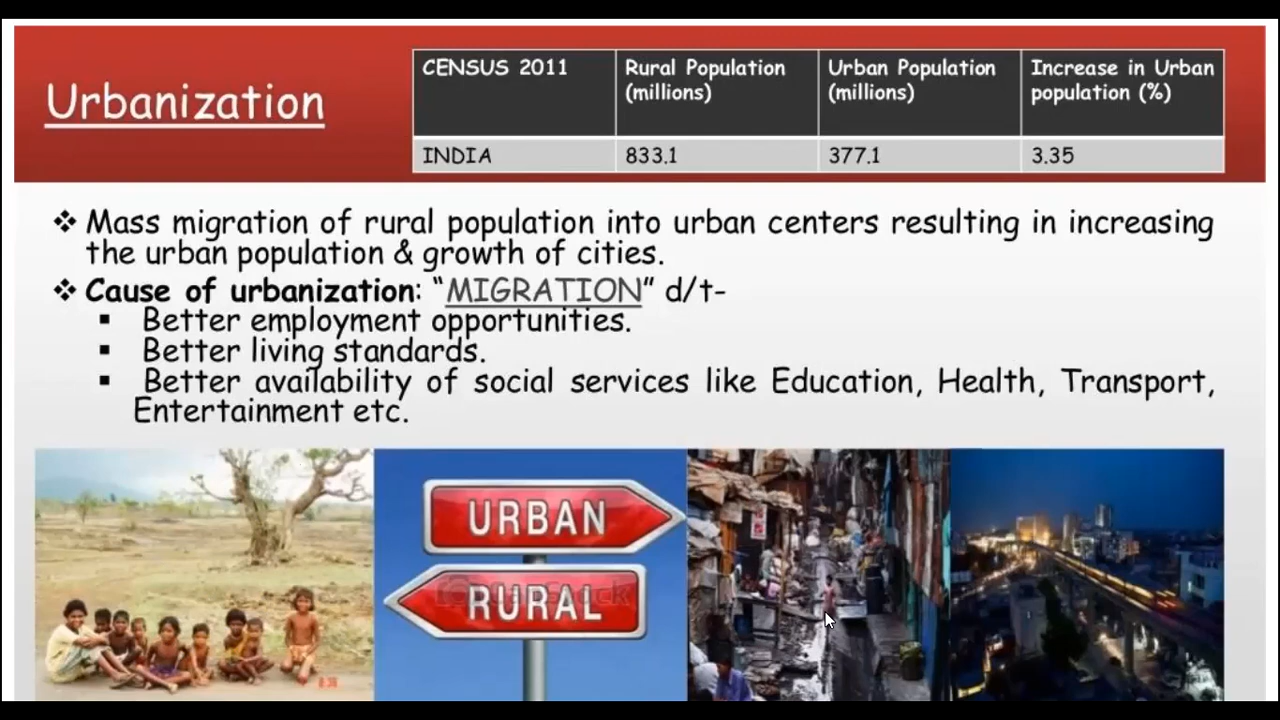 Urbanization
CENSUS 2011
Rural Population
(millions)
Urban Population
(millions)
Increase in Urban
population (%)
INDIA
833.1
377.1
3.35
Mass migration of rural population into urban centers resulting in increasing
the urban population & growth of cities.
Cause of urbanization: “MIGRATION” d/t-
Better employment opportunities.
Better living standards.
Better availability of social services like Education, Health, Transport,
Entertainment etc.
URBAN
RURAL